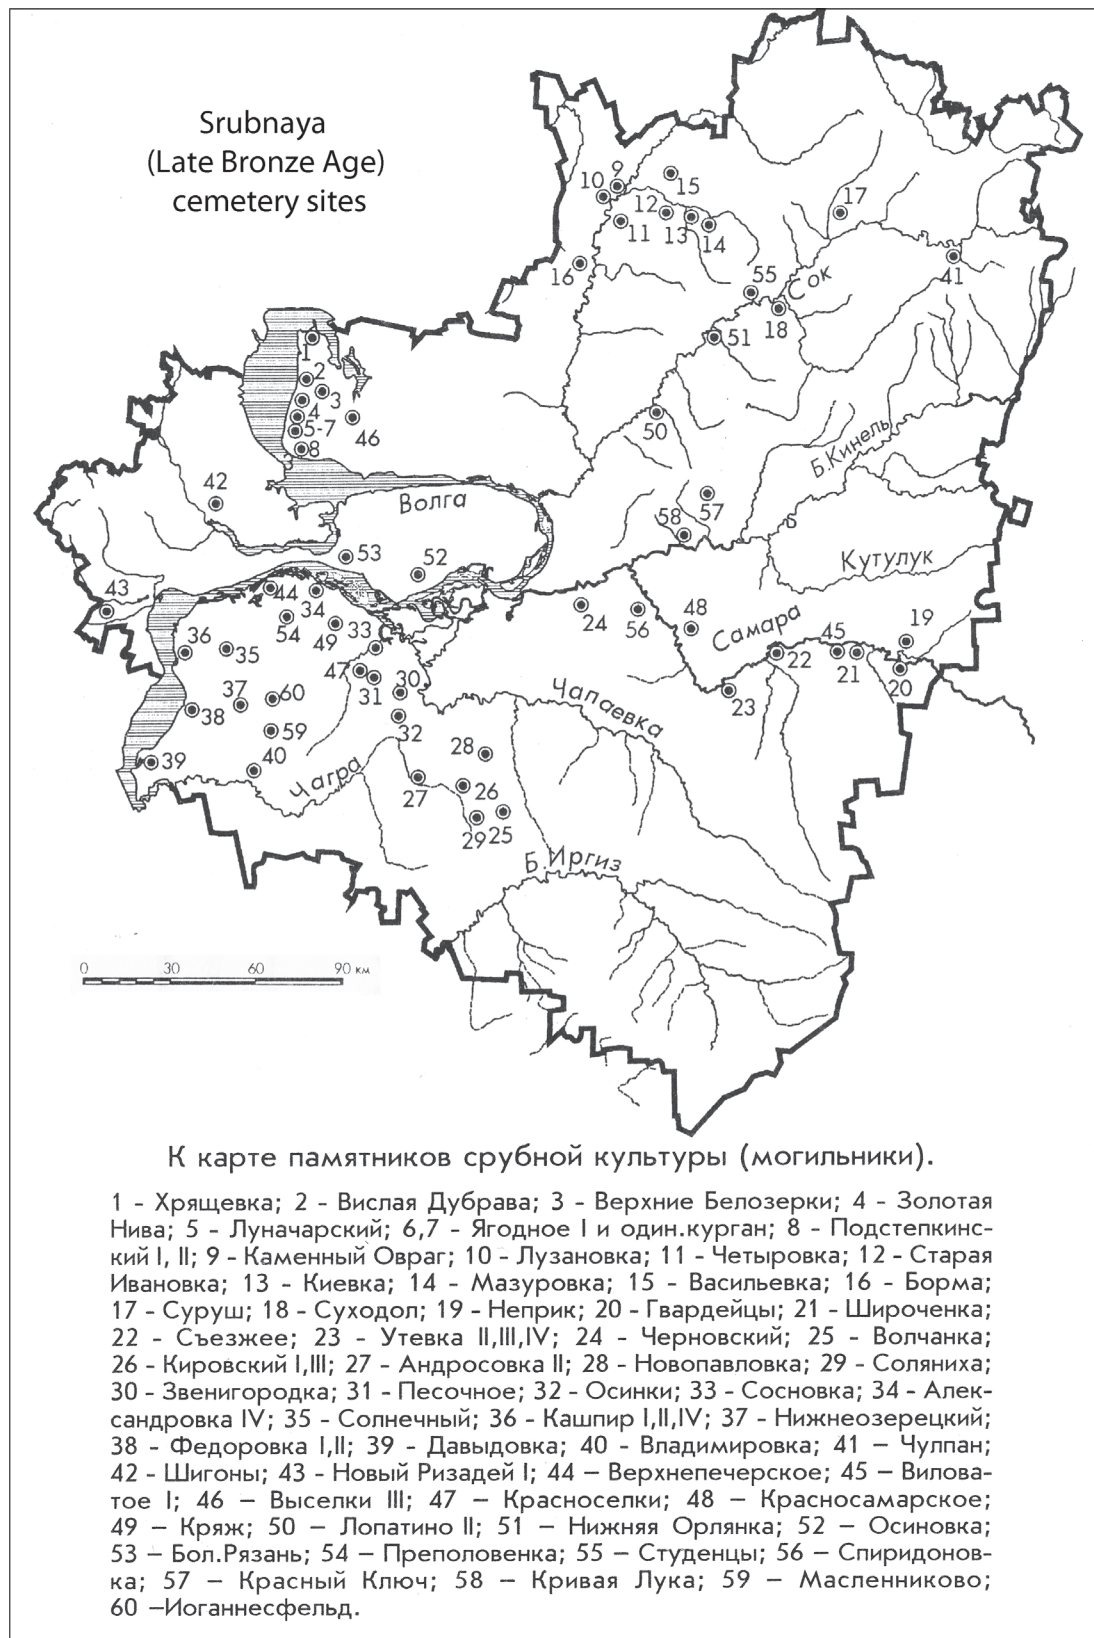 Srubnaya
(Late Bronze Age)
cemetery sites
9
10
15
12
17
11
13
14
16
41
55
Сок
18
1
51
2
3
4
5-7
46
8
50
Б.Кинель
42
Волга
57
58
53
52
Кутулук
43
44
34
54
49
33
24
56
48
Самара
19
36
35
47
45
22
21
20
31
30
23
37
60
38
32
Чапаевка
59
28
39
40
Чагра
27
26
29
25
Б.Иргиз
0 30 60 90 км
К карте памятников срубной культуры (могильники).
1 - Хрящевка; 2 - Вислая Дубрава; 3 - Верхние Белозерки; 4 - Золотая
Нива; 5 - Луначарский; 6,7 - Ягодное I и один.курган; 8 - Подстепкинс-
кий I, II; 9 - Каменный Овраг; 10 - Лузановка; 11 - Четыровка; 12 - Старая
Ивановка; 13 - Киевка; 14 - Мазуровка; 15 - Васильевка; 16 - Борма;
17 - Суруш; 18 - Суходол; 19 - Неприк; 20 - Гвардейцы; 21 - Широченка;
22 - Съезжее; 23 - Утевка II,III,IV; 24 - Черновский; 25 - Волчанка;
26 - Кировский I,III; 27 - Андросовка II; 28 - Новопавловка; 29 - Соляниха;
30 - Звенигородка; 31 - Песочное; 32 - Осинки; 33 - Сосновка; 34 - Алек-
сандровка IV; 35 - Солнечный; 36 - Кашпир I,II,IV; 37 - Нижнеозерецкий;
38 - Федоровка I,II; 39 - Давыдовка; 40 - Владимировка; 41 — Чулпан;
42 - Шигоны; 43 - Новый Ризадей I; 44 — Верхнепечерское; 45 — Вилова-
тое I; 46 — Выселки III; 47 — Красноселки; 48 — Красносамарское;
49 — Кряж; 50 — Лопатино II; 51 — Нижняя Орлянка; 52 — Осиновка;
53 — Бол.Рязань; 54 — Преполовенка; 55 — Студенцы; 56 — Спиридонов-
ка; 57 — Красный Ключ; 58 — Кривая Лука; 59 — Масленниково;
60 —Иоганнесфельд.